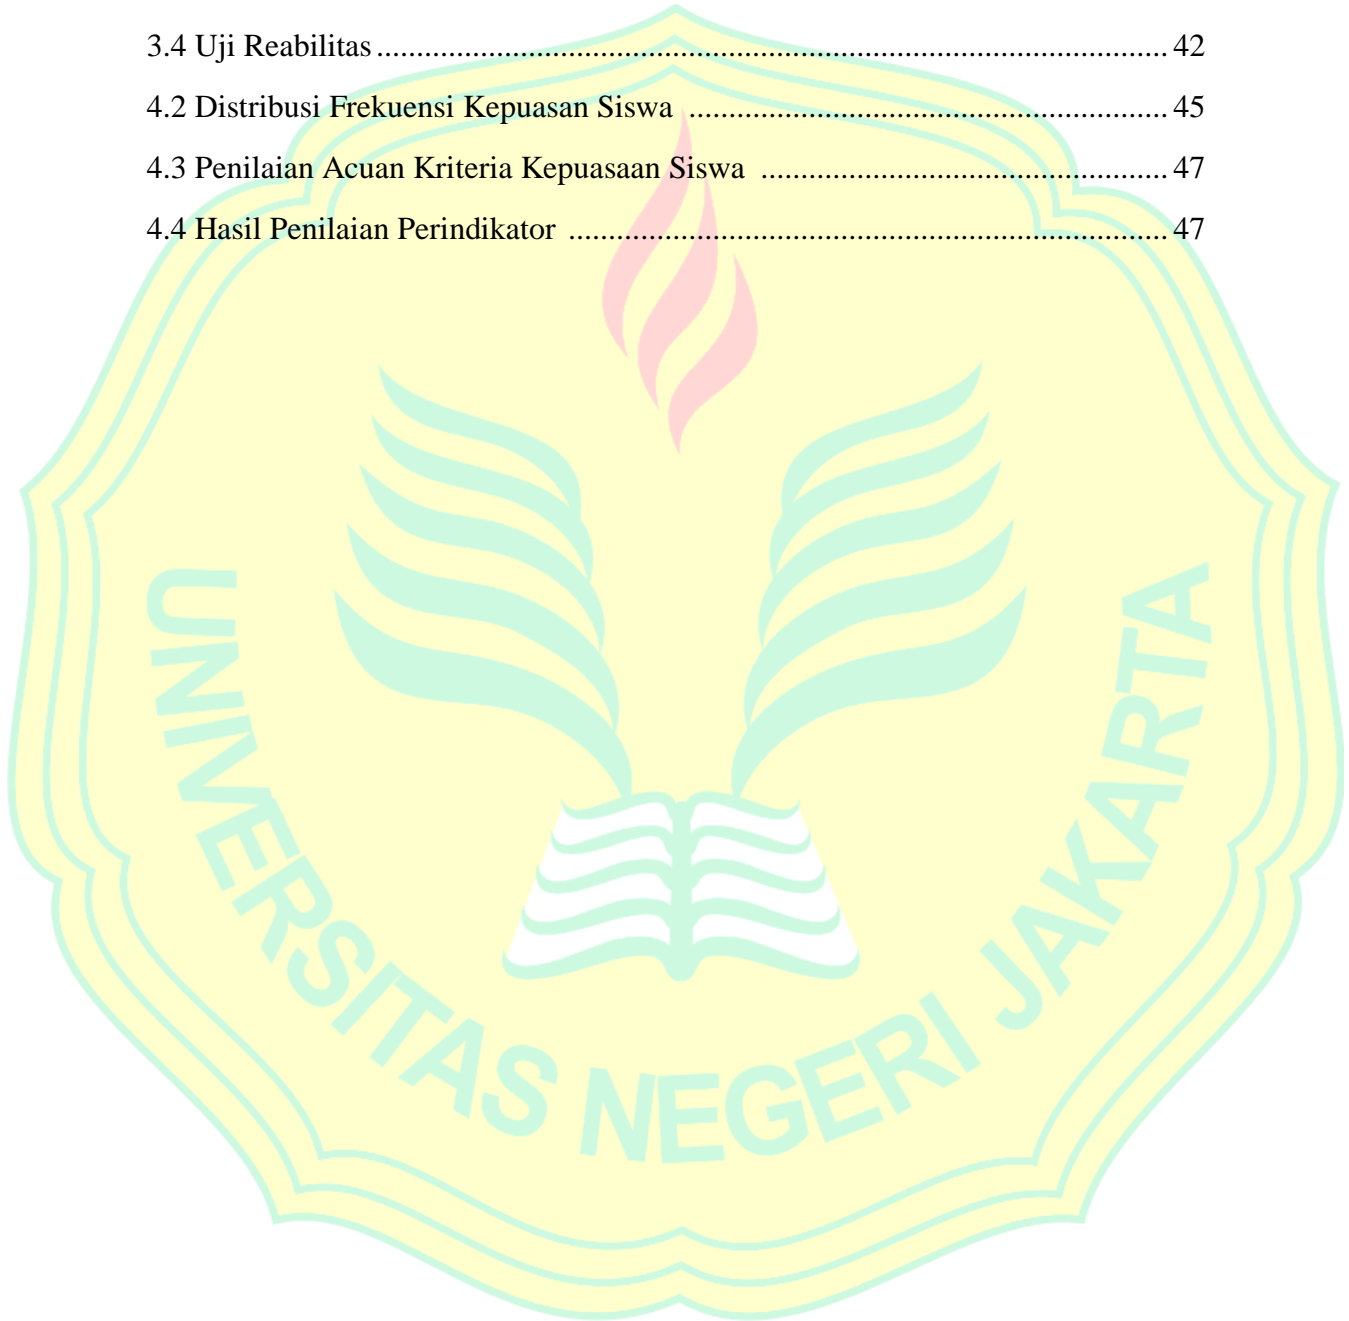 3.4 Uji Reabilitas ................................................................................................... 42
4.2 Distribusi Frekuensi Kepuasan Siswa ............................................................ 45
4.3 Penilaian Acuan Kriteria Kepuasaan Siswa ................................................... 47
4.4 Hasil Penilaian Perindikator ........................................................................... 47
UNIVERSITAS NEGERI JAKARTA